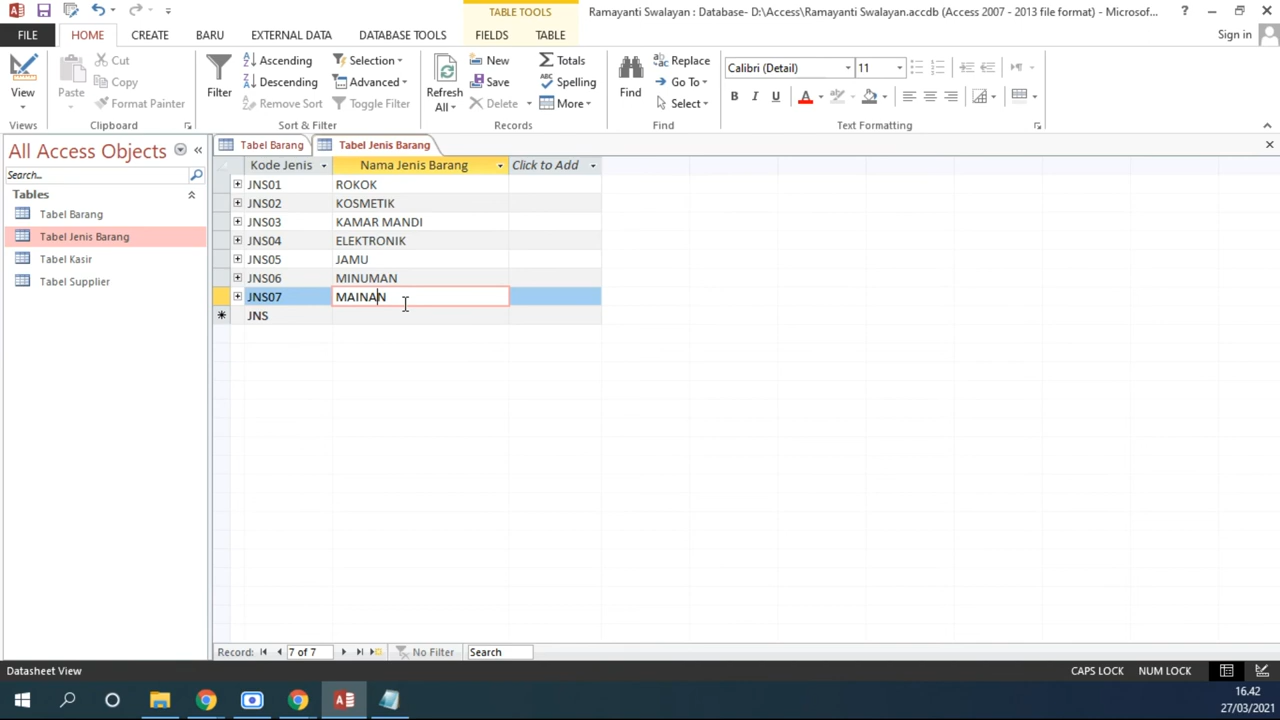 TABLE TOOLS
Ramayanti Swalayan : Database- D:\Access\Ramayanti Swalayan.accdb (Access 2007 - 2013 file format) - Microsof...
FILE HOME CREATE BARU EXTERNAL DATA DATABASE TOOLS FIELDS TABLE Sign in
View
Views
Paste
Cut
Copy
Format Painter
Clipboard
Filter
Ascending
Descending
Remove Sort
Selection
Advanced
Toggle Filter
Sort & Filter
Refresh
All
New
Save
Delete
Totals
Spelling
More
Records
Find
Replace
Go To
Select
Find
Calibri (Detail) 11
B I U A
Text Formatting
All Access Objects
Search...
Tables
Tabel Barang
Tabel Jenis Barang
Tabel Kasir
Tabel Supplier
Tabel Barang Tabel Jenis Barang
Kode Jenis Nama Jenis Barang Click to Add
JNS01 ROKOK
JNS02 KOSMETIK
JNS03 KAMAR MANDI
JNS04 ELEKTRONIK
JNS05 JAMU
JNS06 MINUMAN
JNS07 MAINAN
JNS
Record: 7 of 7 No Filter Search
Datasheet View CAPS LOCK NUM LOCK
16.42
27/03/2021